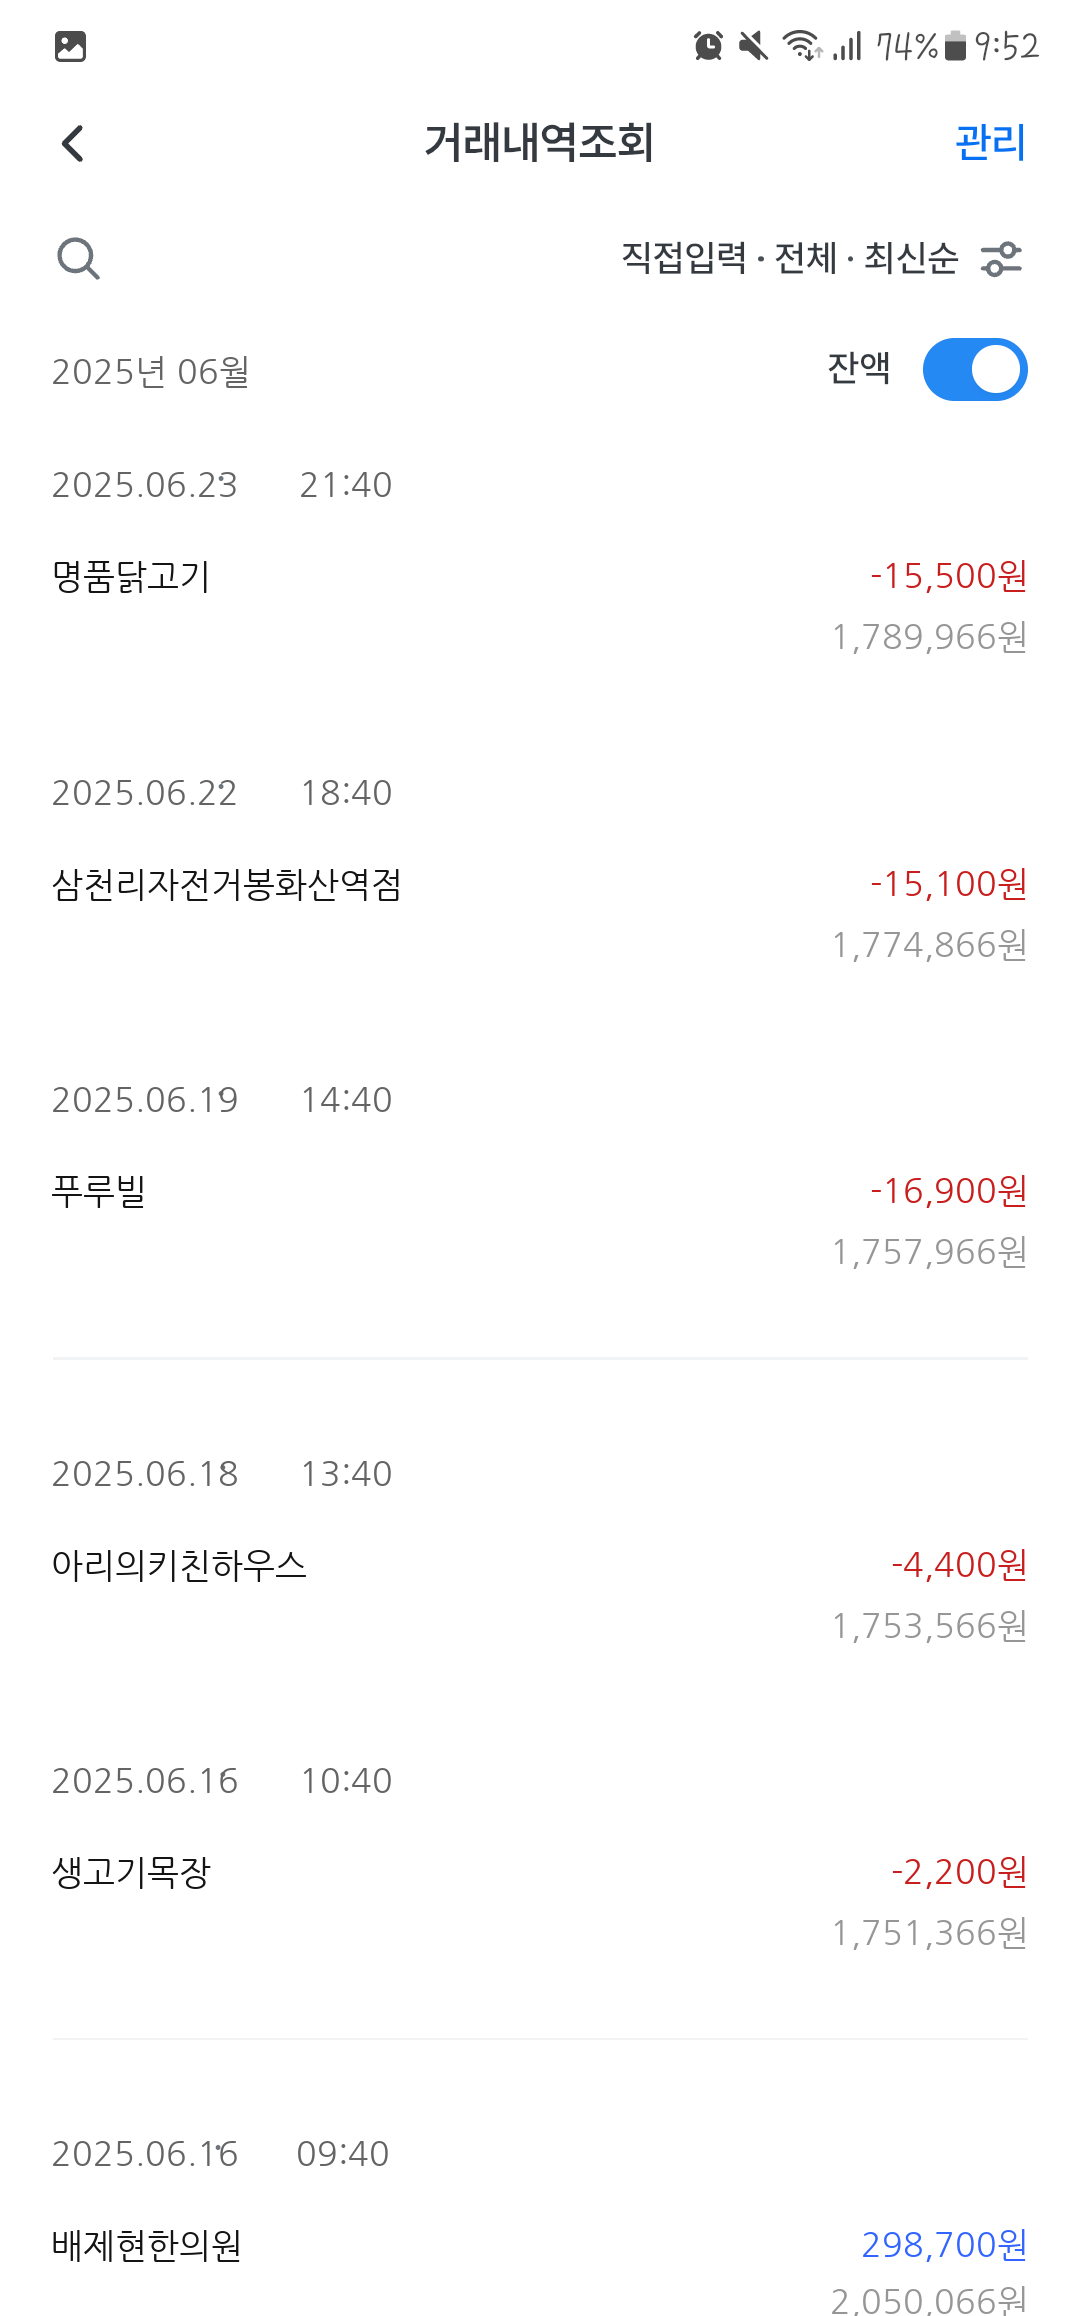 74% 9:52
거래내역조회 관리
직접입력 · 전체 · 최신순
2025년 06월 잔액
2025.06.23 21:40
명품닭고기 -15,500원
1,789,966원
2025.06.22 18:40
삼천리자전거봉화산역점 -15,100원
1,774,866원
2025.06.19 14:40
푸루빌 -16,900원
1,757,966원
2025.06.18 13:40
아리의키친하우스 -4,400원
1,753,566원
2025.06.16 10:40
생고기목장 -2,200원
1,751,366원
2025.06.16 09:40
배제현한의원 298,700원
2,050,066원